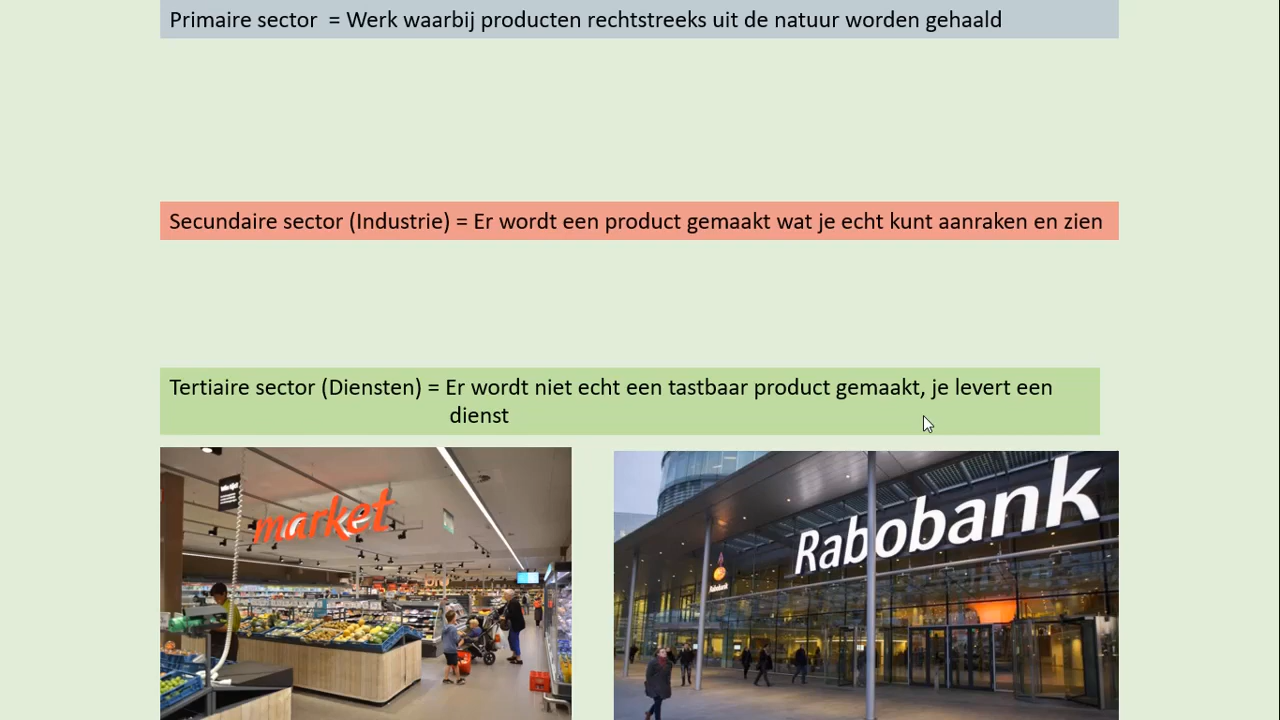 Primaire sector  = Werk waarbij producten rechtstreeks uit de natuur worden gehaald
Secundaire sector (Industrie) = Er wordt een product gemaakt wat je echt kunt aanraken en zien
Tertiaire sector (Diensten) = Er wordt niet echt een tastbaar product gemaakt, je levert een
dienst
market
bio
Rabobank
Rabobank